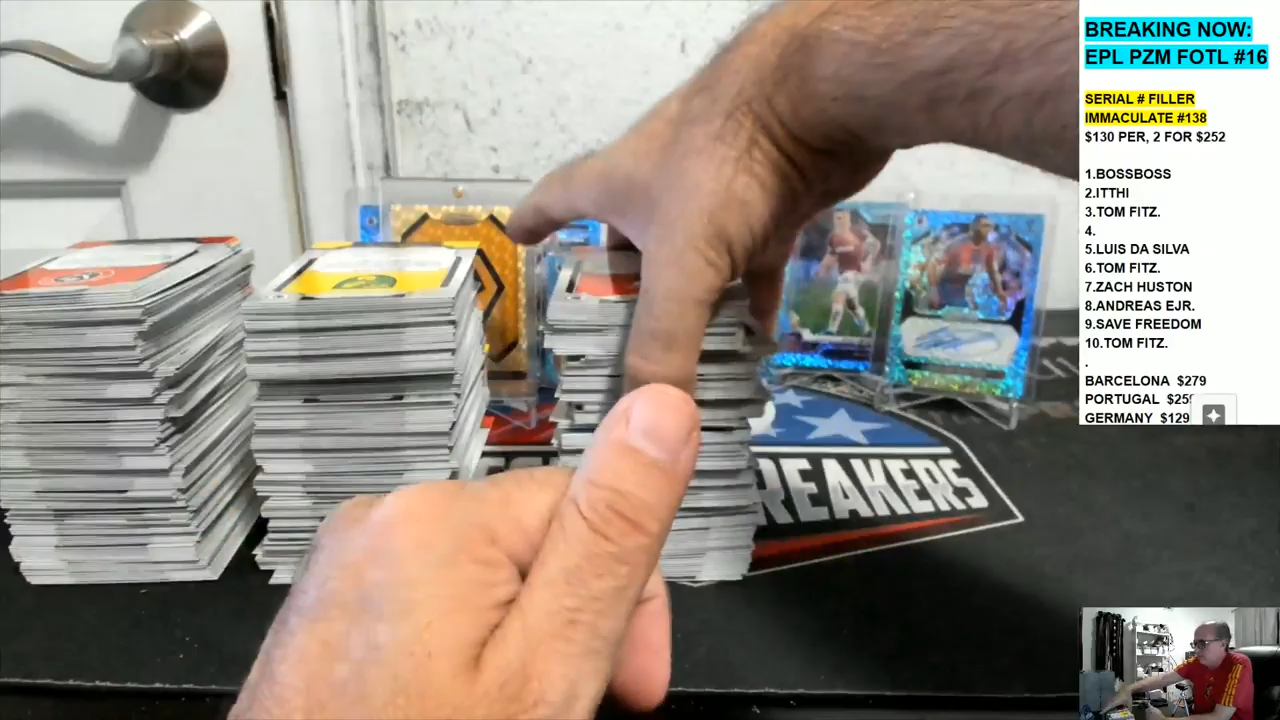 BREAKING NOW:
EPL PZM FOTL #16
SERIAL # FILLER
IMMACULATE #138
$130 PER, 2 FOR $252
1.BOSSBOSS
2.ITTHI
3.TOM FITZ.
4.
5.LUIS DA SILVA
6.TOM FITZ.
7.ZACH HUSTON
8.ANDREAS EJR.
9.SAVE FREEDOM
10.TOM FITZ.
.
BARCELONA $279
PORTUGAL
GERMANY $129
REAKERS